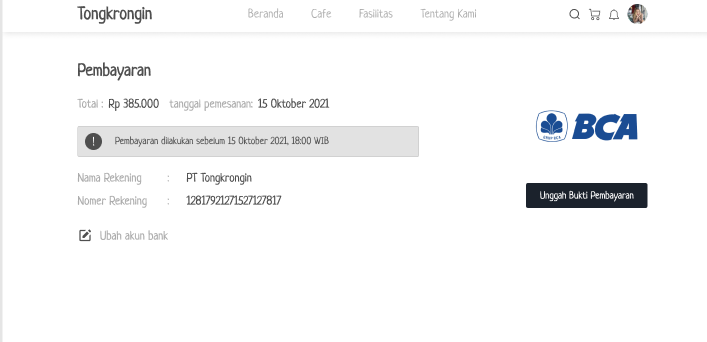 Tongkrongin Beranda Cafe Fasilitas Tentang Kami
Pembayaran
Total : Rp 385.000 tanggal pemesanan: 15 Oktober 2021
! Pembayaran dilakukan sebelum 15 Oktober 2021, 18:00 WIB
BCA
Nama Rekening : PT Tongkrongin
Nomer Rekening : 12817921271527127817
Unggah Bukti Pembayaran
Ubah akun bank